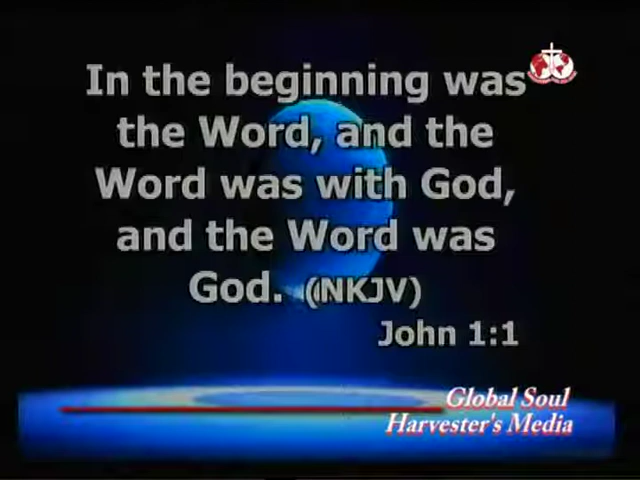 In the beginning was
the Word, and the
Word was with God,
and the Word was
God. (NKJV)
John 1:1
Global Soul
Harvester's Media